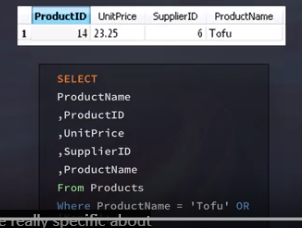 ProductID UnitPrice SupplierID ProductName
1 14 23.25 6 Tofu
SELECT
ProductName
,ProductID
,UnitPrice
,SupplierID
,ProductName
From Products
Where ProductName = 'Tofu' OR
really specific about